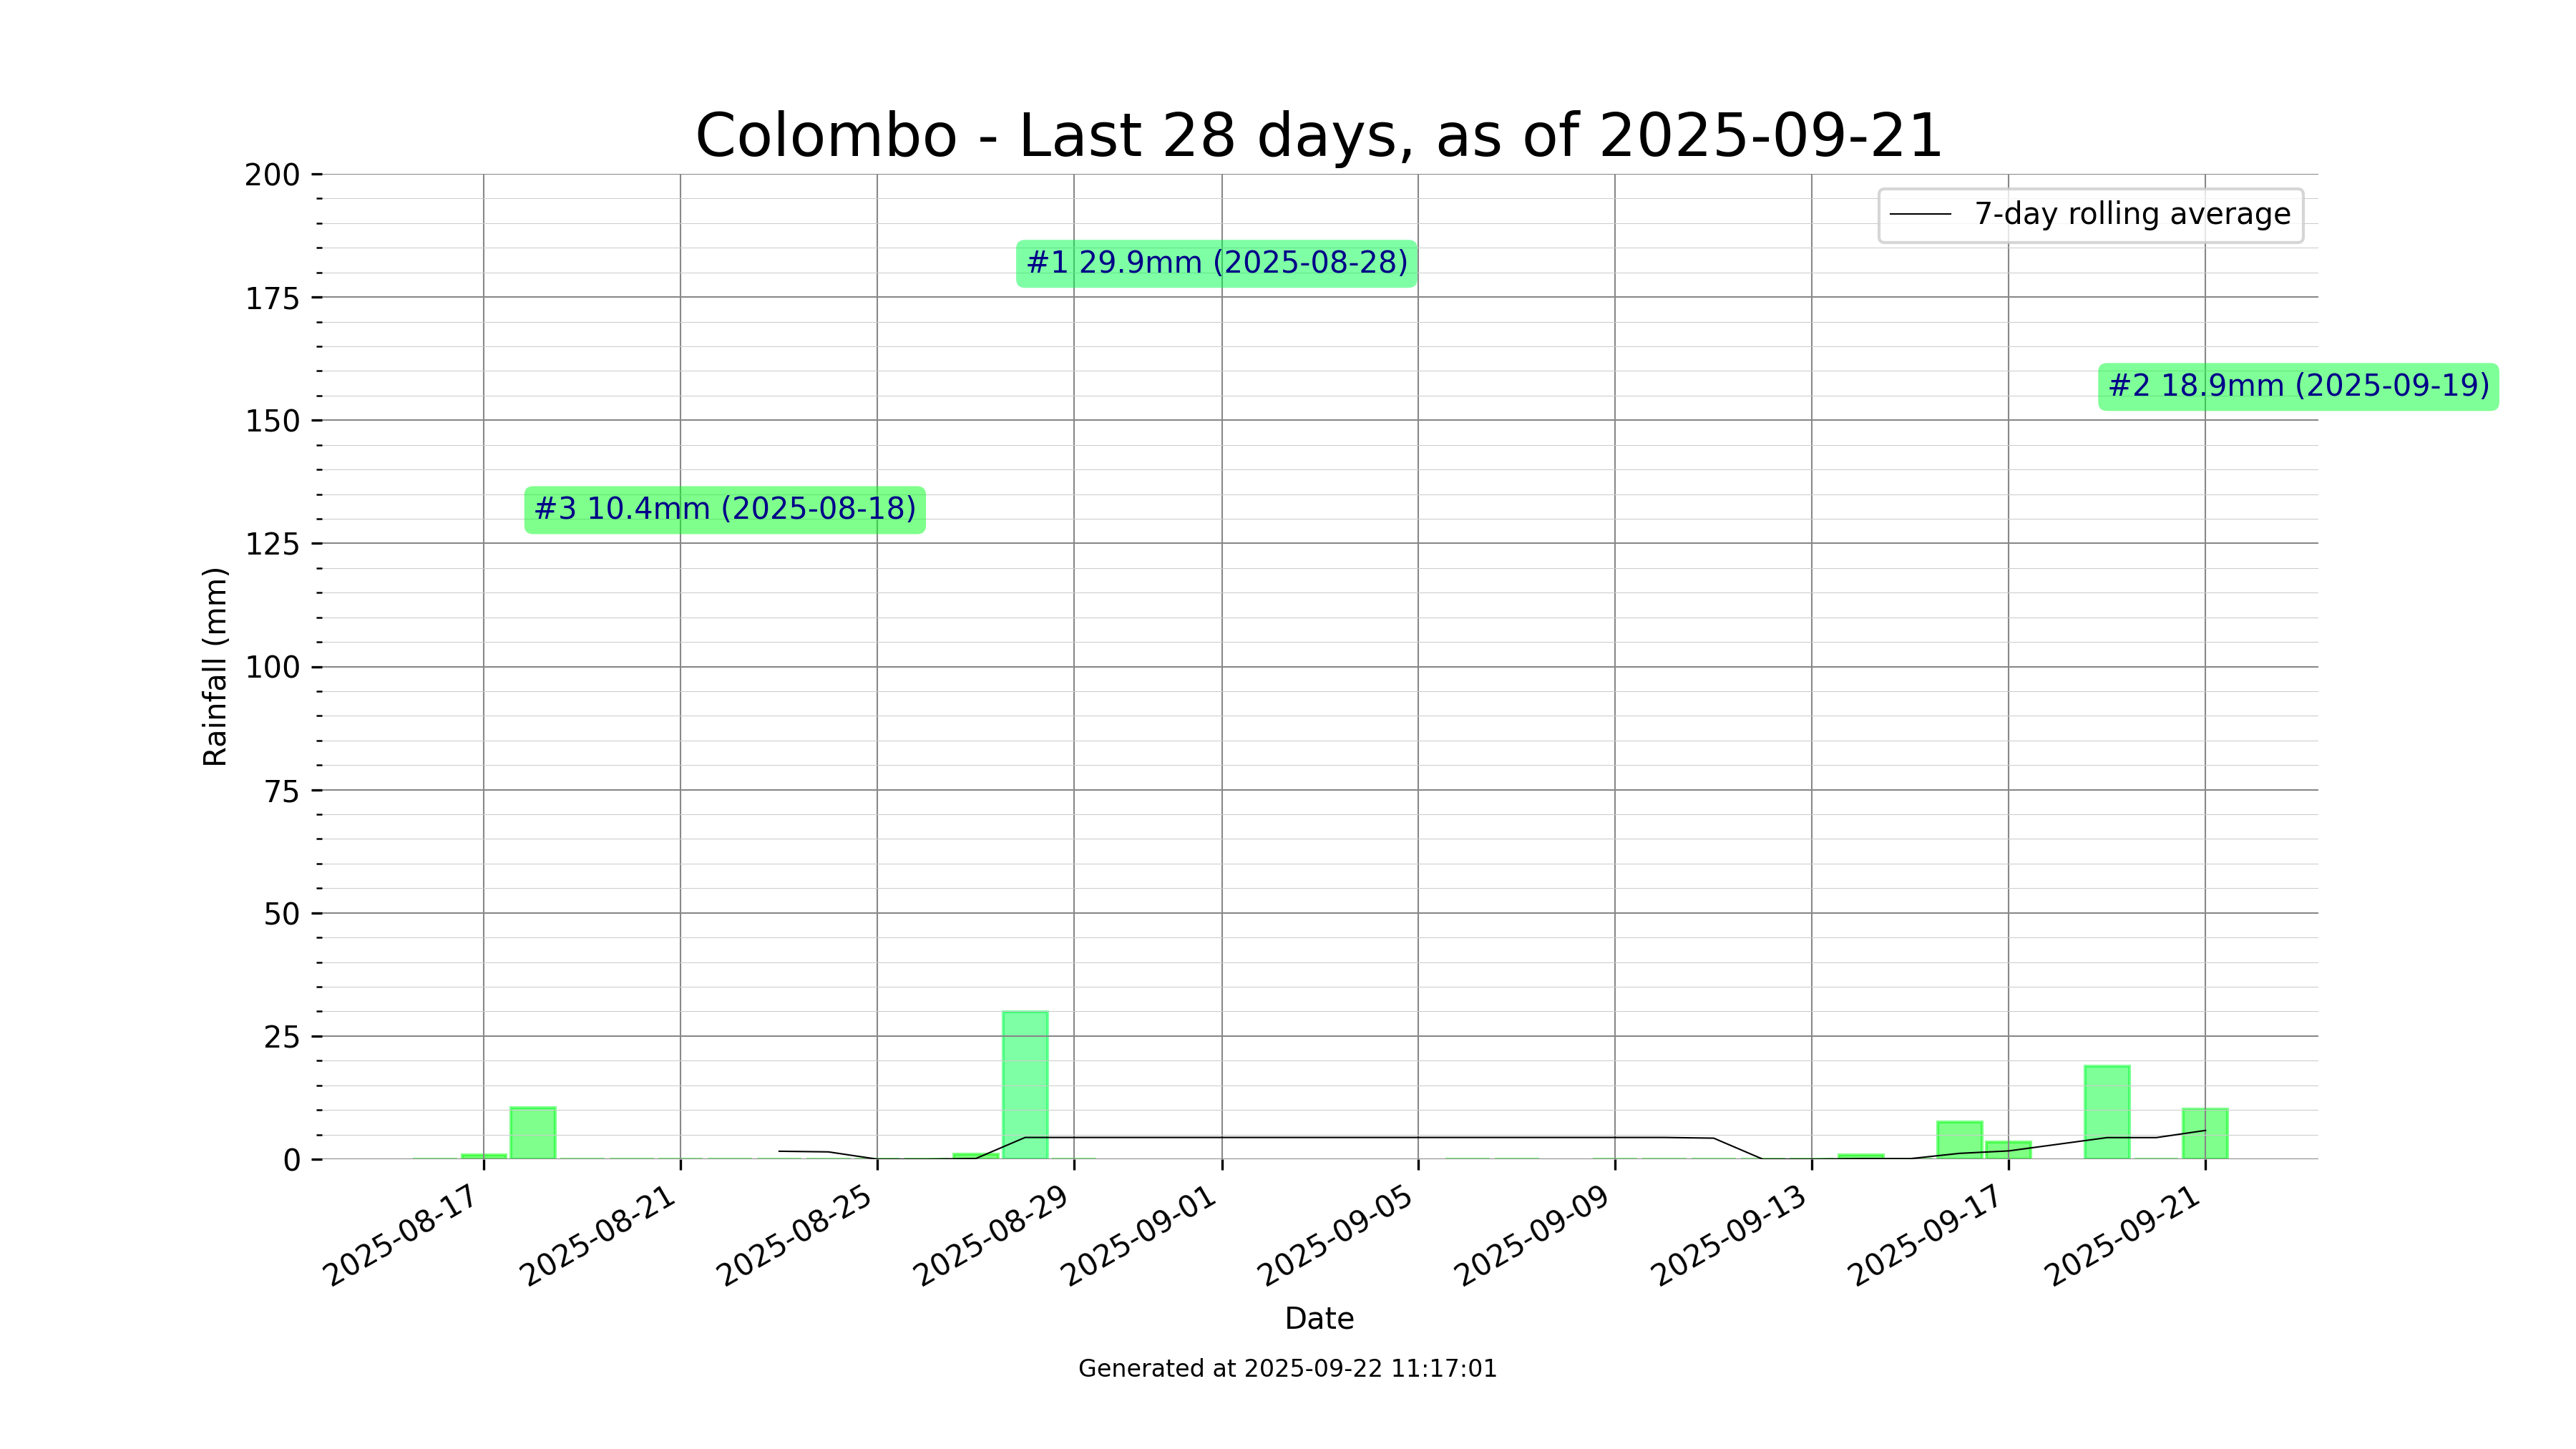 Colombo - Last 28 days, as of 2025-09-21
7-day rolling average
#1 29.9mm (2025-08-28)
#2 18.9mm (2025-09-19)
#3 10.4mm (2025-08-18)
Rainfall (mm)
200
175
150
125
100
75
50
25
0
2025-08-17
2025-08-21
2025-08-25
2025-08-29
2025-09-01
2025-09-05
2025-09-09
2025-09-13
2025-09-17
2025-09-21
Date
Generated at 2025-09-22 11:17:01